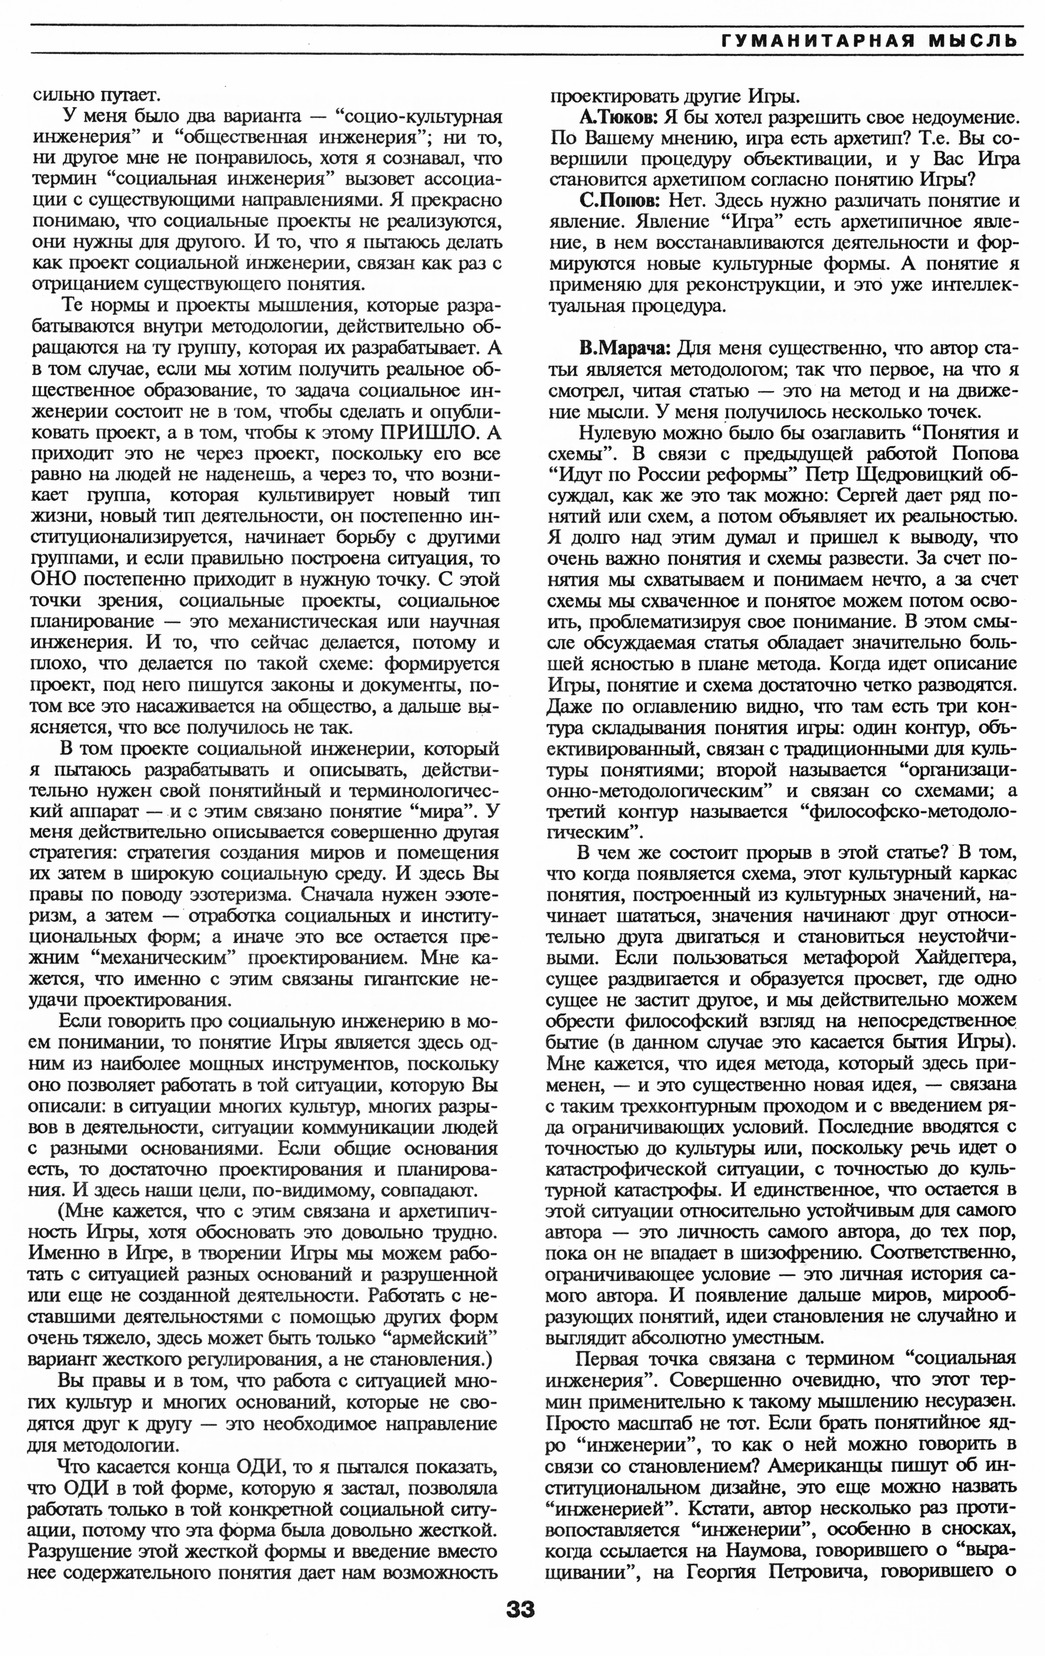 ГУМАНИТАРНАЯ МЫСЛЬ
сильно путает.
У меня было два варианта — “социо-культурная
инженерия” и “общественная инженерия”; ни то,
ни другое мне не понравилось, хотя я сознавал, что
термин “социальная инженерия” вызовет ассоциа-
ции с существующими направлениями. Я прекрасно
понимаю, что социальные проекты не реализуются,
они нужны для другого. И то, что я пытаюсь делать
как проект социальной инженерии, связан как раз с
отрицанием существующего понятия.
Те нормы и проекты мышления, которые разра-
батываются внутри методологии, действительно об-
ращаются на ту группу, которая их разрабатывает. А
в том случае, если мы хотим получить реальное об-
щественное образование, то задача социальное ин-
женерии состоит не в том, чтобы сделать и опубли-
ковать проект, а в том, чтобы к этому ПРИШЛО. А
приходит это не через проект, поскольку его все
равно на людей не наденешь, а через то, что возни-
кает группа, которая культивирует новый тип
жизни, новый тип деятельности, он постепенно ин-
ституционализируется, начинает борьбу с другими
группами, и если правильно построена ситуация, то
ОНО постепенно приходит в нужную точку. С этой
точки зрения, социальные проекты, социальное
планирование — это механистическая или научная
инженерия. И то, что сейчас делается, потому и
плохо, что делается по такой схеме: формируется
проект, под него пишутся законы и документы, по-
том все это насаживается на общество, а дальше вы-
ясняется, что все получилось не так.
В том проекте социальной инженерии, который
я пытаюсь разрабатывать и описывать, действи-
тельно нужен свой понятийный и терминологичес-
кий аппарат — и с этим связано понятие “мира”. У
меня действительно описывается совершенно другая
стратегия: стратегия создания миров и помещения
их затем в широкую социальную среду. И здесь Вы
правы по поводу эзотеризма. Сначала нужен эзоте-
ризм, а затем — отработка социальных и институ-
циональных форм; а иначе это все остается пре-
жним “механическим” проектированием. Мне ка-
жется, что именно с этим связаны гигантские не-
удачи проектирования.
Если говорить про социальную инженерию в мо-
ем понимании, то понятие Игры является здесь од-
ним из наиболее мощных инструментов, поскольку
оно позволяет работать в той ситуации, которую Вы
описали: в ситуации многих культур, многих разры-
вов в деятельности, ситуации коммуникации людей
с разными основаниями. Если общие основания
есть, то достаточно проектирования и планирова-
ния. И здесь наши цели, по-видимому, совпадают.
(Мне кажется, что с этим связана и архетипич-
ность Игры, хотя обосновать это довольно трудно.
Именно в Игре, в творении Игры мы можем рабо-
тать с ситуацией разных оснований и разрушенной
или еще не созданной деятельности. Работать с не-
ставшими деятельностями с помощью других форм
очень тяжело, здесь может быть только “армейский”
вариант жесткого регулирования, а не становления.)
Вы правы и в том, что работа с ситуацией мно-
гих культур и многих оснований, которые не сво-
дятся друг к другу — это необходимое направление
для методологии.
Что касается конца ОДИ, то я пытался показать,
что ОДИ в той форме, которую я застал, позволяла
работать только в той конкретной социальной ситу-
ации, потому что эта форма была довольно жесткой.
Разрушение этой жесткой формы и введение вместо
нее содержательного понятия дает нам возможность
проектировать другие Игры.
А.Тюков: Я бы хотел разрешить свое недоумение.
По Вашему мнению, игра есть архетип? Т.е. Вы со-
вершили процедуру объективации, и у Вас Игра
становится архетипом согласно понятию Игры?
С.Попов: Нет. Здесь нужно различать понятие и
явление. Явление “Игра” есть архетипичное явле-
ние, в нем восстанавливаются деятельности и фор-
мируются новые культурные формы. А понятие я
применяю для реконструкции, и это уже интеллек-
туальная процедура.
В.Марача: Для меня существенно, что автор ста-
тьи является методологом; так что первое, на что я
смотрел, читая статью — это на метод и на движе-
ние мысли. У меня получилось несколько точек.
Нулевую можно было бы озаглавить “Понятия и
схемы”. В связи с предыдущей работой Попова
“Идут по России реформы” Петр Щедровицкий об-
суждал, как же это так можно: Сергей дает ряд по-
нятий или схем, а потом объявляет их реальностью.
Я долго над этим думал и пришел к выводу, что
очень важно понятия и схемы развести. За счет по-
нятия мы схватываем и понимаем нечто, а за счет
схемы мы схваченное и понятое можем потом осво-
ить, проблематизируя свое понимание. В этом смы-
сле обсуждаемая статья обладает значительно боль-
шей ясностью в плане метода. Когда идет описание
Игры, понятие и схема достаточно четко разводятся.
Даже по оглавлению видно, что там есть три кон-
тура складывания понятия игры: один контур, объ-
ективированный, связан с традиционными для куль-
туры понятиями; второй называется “организаци-
онно-методологическим” и связан со схемами; а
третий контур называется “философско-методоло-
гическим”.
В чем же состоит прорыв в этой статье? В том,
что когда появляется схема, этот культурный каркас
понятия, построенный из культурных значений, на-
чинает шататься, значения начинают друг относи-
тельно друга двигаться и становиться неустойчи-
выми. Если пользоваться метафорой Хайдеггера,
сущее раздвигается и образуется просвет, где одно
сущее не застит другое, и мы действительно можем
обрести философский взгляд на непосредственное
бытие (в данном случае это касается бытия Игры).
Мне кажется, что идея метода, который здесь при-
менен, — и это существенно новая идея, — связана
с таким трехконтурным проходом и с введением ря-
да ограничивающих условий. Последние вводятся с
точностью до культуры или, поскольку речь идет о
катастрофической ситуации, с точностью до куль-
турной катастрофы. И единственное, что остается в
этой ситуации относительно устойчивым для самого
автора — это личность самого автора, до тех пор,
пока он не впадает в шизофрению. Соответственно,
ограничивающее условие — это личная история са-
мого автора. И появление дальше миров, мирооб-
разующих понятий, идеи становления не случайно и
выглядит абсолютно уместным.
Первая точка связана с термином “социальная
инженерия”. Совершенно очевидно, что этот тер-
мин применительно к такому мышлению несуразен.
Просто масштаб не тот. Если брать понятийное яд-
ро “инженерии”, то как о ней можно говорить в
связи со становлением? Американцы пишут об ин-
ституциональном дизайне, это еще можно назвать
“инженерией”. Кстати, автор несколько раз проти-
вопоставляется “инженерии”, особенно в сносках,
когда ссылается на Наумова, говорившего о “выра-
щивании”, на Георгия Петровича, говорившего о
33